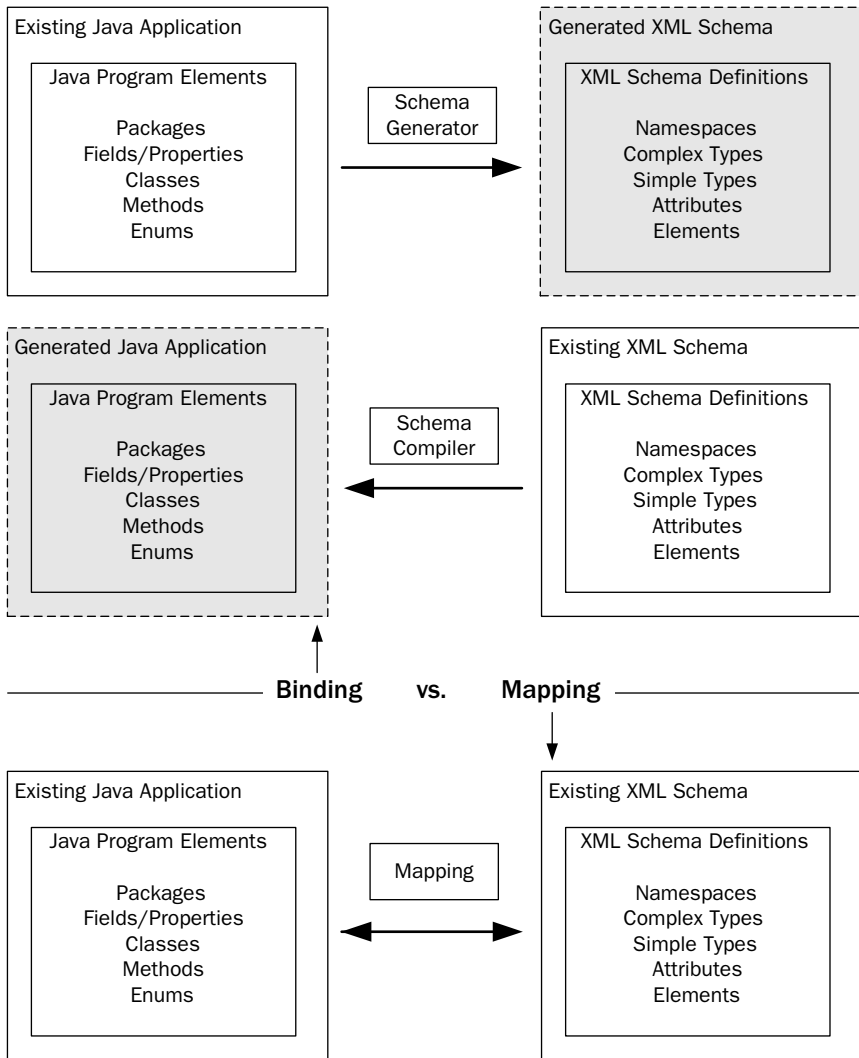 Existing Java Application
Java Program Elements
Packages
Fields/Properties
Classes
Methods
Enums
Schema
Generator
Generated XML Schema
XML Schema Definitions
Namespaces
Complex Types
Simple Types
Attributes
Elements
Generated Java Application
Java Program Elements
Packages
Fields/Properties
Classes
Methods
Enums
Schema
Compiler
Existing XML Schema
XML Schema Definitions
Namespaces
Complex Types
Simple Types
Attributes
Elements
Binding vs. Mapping
Existing Java Application
Java Program Elements
Packages
Fields/Properties
Classes
Methods
Enums
Mapping
Existing XML Schema
XML Schema Definitions
Namespaces
Complex Types
Simple Types
Attributes
Elements